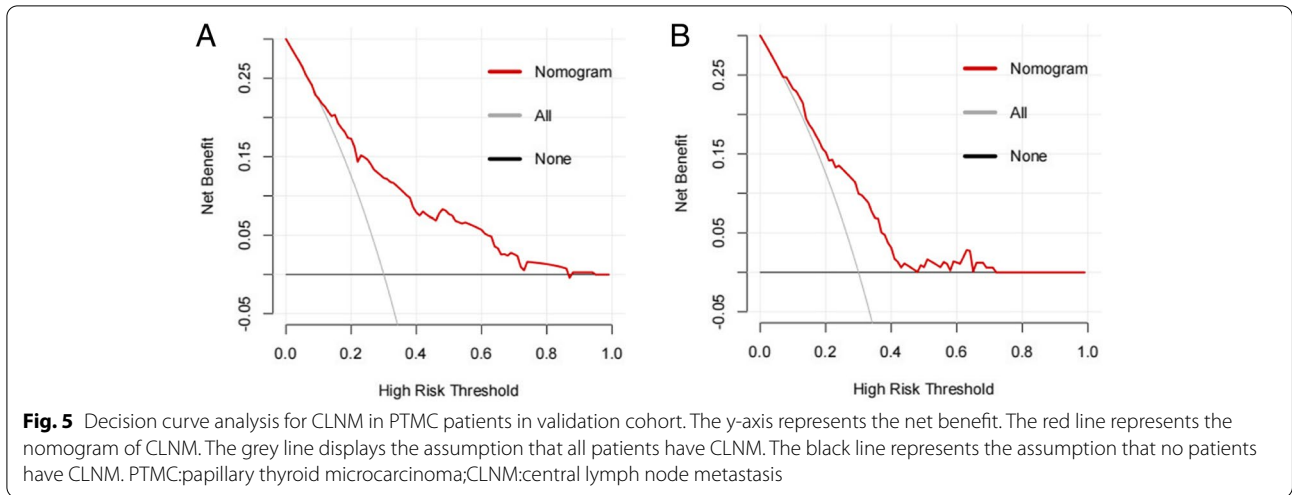 A
Net Benefit
0.25
0.15
0.05
-0.05
Nomogram
All
None
0.0 0.2 0.4 0.6 0.8 1.0
High Risk Threshold
B
Net Benefit
0.25
0.15
0.05
-0.05
Nomogram
All
None
0.0 0.2 0.4 0.6 0.8 1.0
High Risk Threshold
Fig. 5 Decision curve analysis for CLNM in PTMC patients in validation cohort. The y-axis represents the net benefit. The red line represents the
nomogram of CLNM. The grey line displays the assumption that all patients have CLNM. The black line represents the assumption that no patients
have CLNM. PTMC:papillary thyroid microcarcinoma;CLNM:central lymph node metastasis